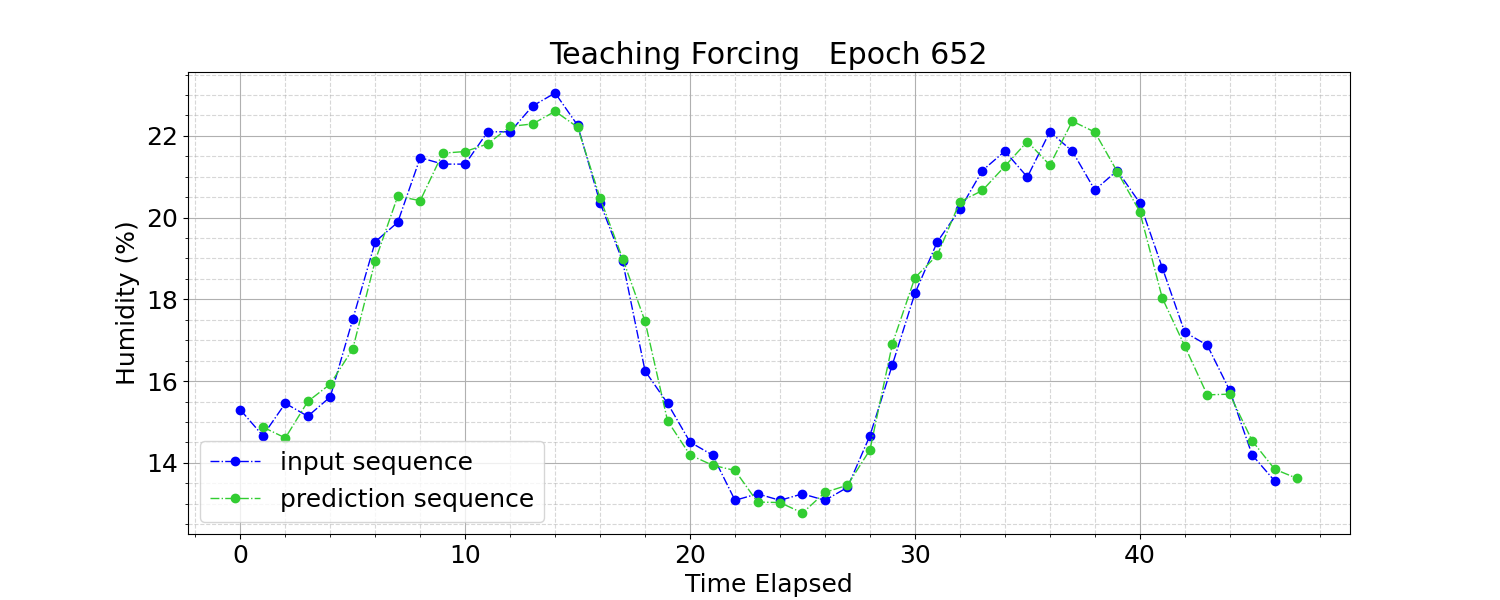 Teaching Forcing   Epoch 652
Humidity (%)
22
20
18
16
14
input sequence
prediction sequence
0 10 20 30 40
Time Elapsed